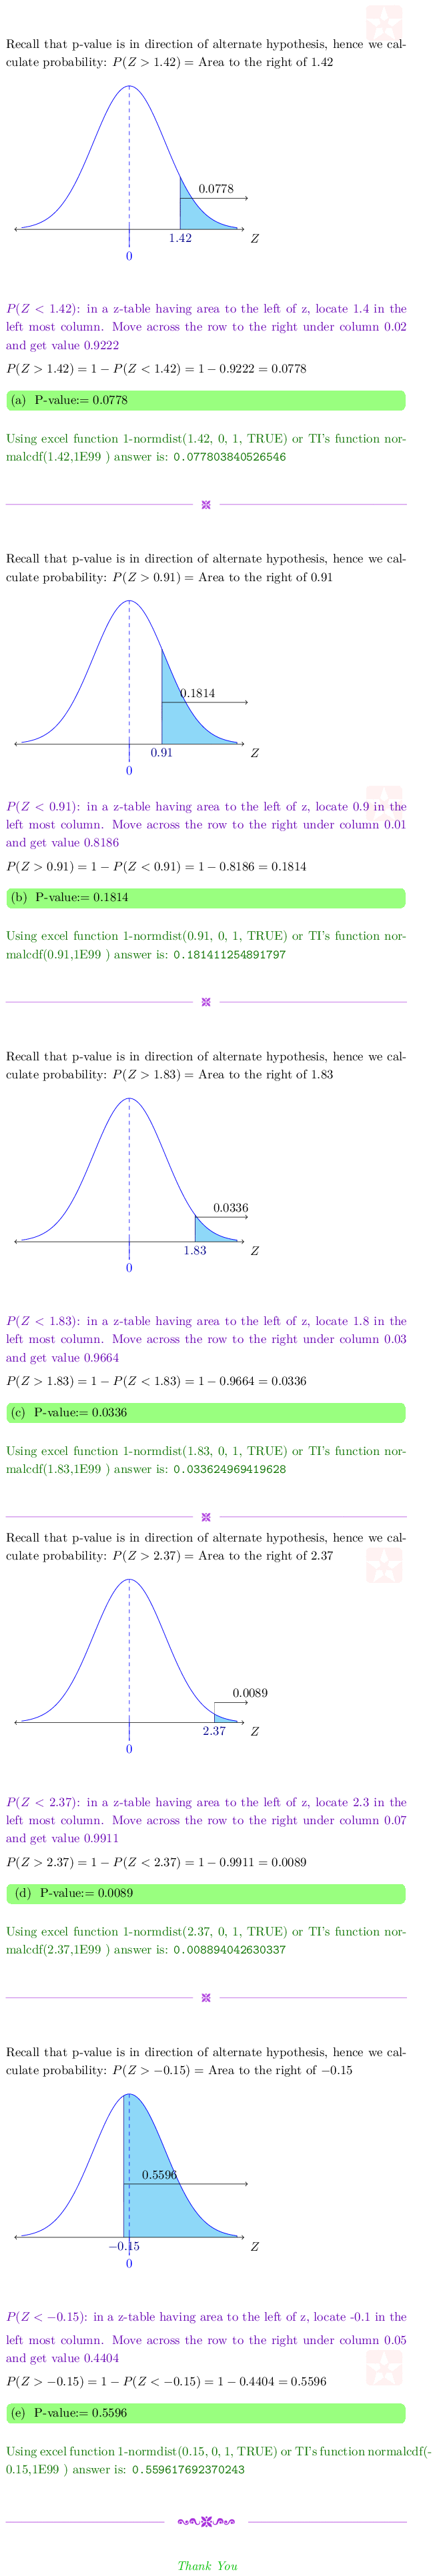 Recall that p-value is in direction of alternate hypothesis, hence we cal-
culate probability: P(Z > 1.42) = Area to the right of 1.42
0.0778
1.42
Z
0
P(Z < 1.42): in a z-table having area to the left of z, locate 1.4 in the
left most column. Move across the row to the right under column 0.02
and get value 0.9222
P(Z > 1.42) = 1 − P(Z < 1.42) = 1 − 0.9222 = 0.0778
(a) P-value:= 0.0778
Using excel function 1-normdist(1.42, 0, 1, TRUE) or TI's function nor-
malcdf(1.42,1E99 ) answer is: 0.077803840526546
Recall that p-value is in direction of alternate hypothesis, hence we cal-
culate probability: P(Z > 0.91) = Area to the right of 0.91
0.1814
0.91
Z
0
P(Z < 0.91): in a z-table having area to the left of z, locate 0.9 in the
left most column. Move across the row to the right under column 0.01
and get value 0.8186
P(Z > 0.91) = 1 − P(Z < 0.91) = 1 − 0.8186 = 0.1814
(b) P-value:= 0.1814
Using excel function 1-normdist(0.91, 0, 1, TRUE) or TI's function nor-
malcdf(0.91,1E99 ) answer is: 0.181411254891797
Recall that p-value is in direction of alternate hypothesis, hence we cal-
culate probability: P(Z > 1.83) = Area to the right of 1.83
0.0336
1.83
Z
0
P(Z < 1.83): in a z-table having area to the left of z, locate 1.8 in the
left most column. Move across the row to the right under column 0.03
and get value 0.9664
P(Z > 1.83) = 1 − P(Z < 1.83) = 1 − 0.9664 = 0.0336
(c) P-value:= 0.0336
Using excel function 1-normdist(1.83, 0, 1, TRUE) or TI's function nor-
malcdf(1.83,1E99 ) answer is: 0.033624969419628
Recall that p-value is in direction of alternate hypothesis, hence we cal-
culate probability: P(Z > 2.37) = Area to the right of 2.37
0.0089
2.37
Z
0
P(Z < 2.37): in a z-table having area to the left of z, locate 2.3 in the
left most column. Move across the row to the right under column 0.07
and get value 0.9911
P(Z > 2.37) = 1 − P(Z < 2.37) = 1 − 0.9911 = 0.0089
(d) P-value:= 0.0089
Using excel function 1-normdist(2.37, 0, 1, TRUE) or TI's function nor-
malcdf(2.37,1E99 ) answer is: 0.008894042630337
Recall that p-value is in direction of alternate hypothesis, hence we cal-
culate probability: P(Z > −0.15) = Area to the right of −0.15
0.5596
−0.15
Z
0
P(Z < −0.15): in a z-table having area to the left of z, locate -0.1 in the
left most column. Move across the row to the right under column 0.05
and get value 0.4404
P(Z > −0.15) = 1 − P(Z < −0.15) = 1 − 0.4404 = 0.5596
(e) P-value:= 0.5596
Using excel function 1-normdist(0.15, 0, 1, TRUE) or TI's function normalcdf(-
0.15,1E99 ) answer is: 0.559617692370243
Thank You